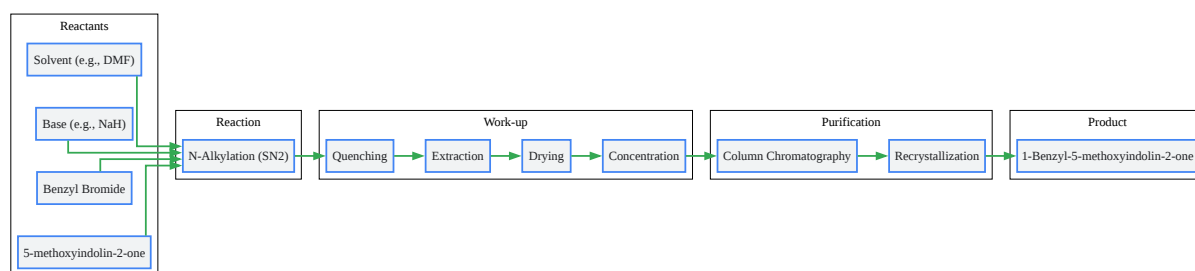 Reactants
Solvent (e.g., DMF)
Base (e.g., NaH)
Benzyl Bromide
5-methoxyindolin-2-one
Reaction
N-Alkylation (SN2)
Work-up
Quenching
Extraction
Drying
Concentration
Purification
Column Chromatography
Recrystallization
Product
1-Benzyl-5-methoxyindolin-2-one